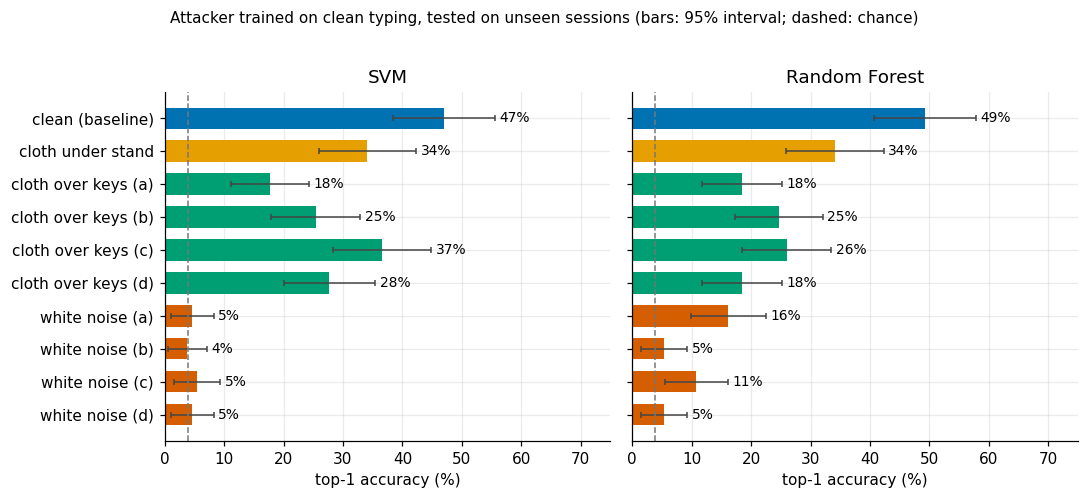 Attacker trained on clean typing, tested on unseen sessions (bars: 95% interval; dashed: chance)
SVM
Random Forest
clean (baseline) 47% 49%
cloth under stand 34% 34%
cloth over keys (a) 18% 18%
cloth over keys (b) 25% 25%
cloth over keys (c) 37% 26%
cloth over keys (d) 28% 18%
white noise (a) 5% 16%
white noise (b) 4% 5%
white noise (c) 5% 11%
white noise (d) 5% 5%
0 10 20 30 40 50 60 70
0 10 20 30 40 50 60 70
top-1 accuracy (%)
top-1 accuracy (%)